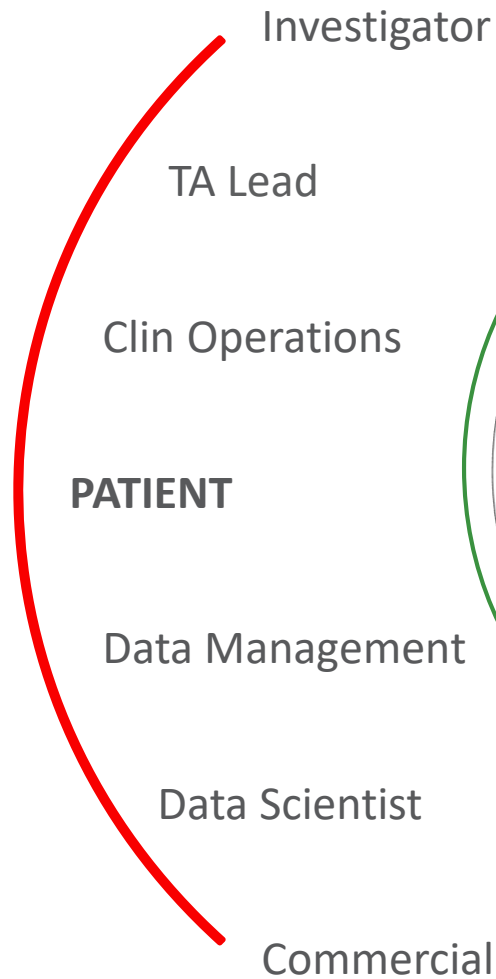 Investigator
TA Lead
Clin Operations
PATIENT
Data Management
Data Scientist
Commercial